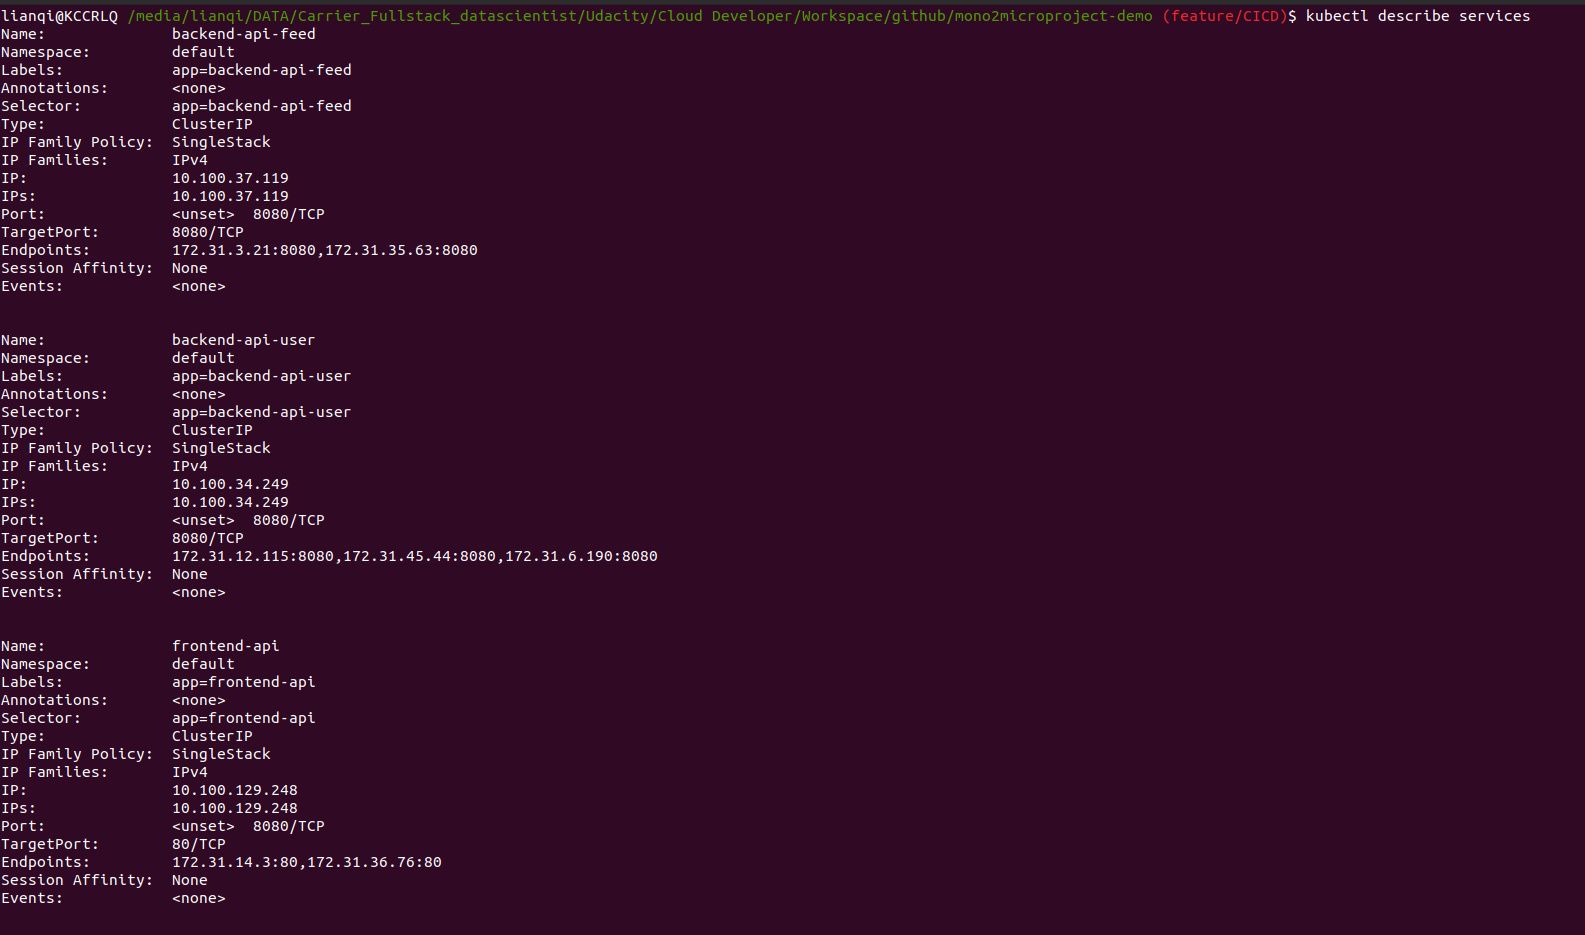 lianqi@KCCRLQ /media/lianqi/DATA/Carrier_Fullstack_datascientist/Udacity/Cloud Developer/Workspace/github/mono2microproject-demo (feature/CICD)$ kubectl describe services
Name:              backend-api-feed
Namespace:         default
Labels:            app=backend-api-feed
Annotations:       <none>
Selector:          app=backend-api-feed
Type:              ClusterIP
IP Family Policy:  SingleStack
IP Families:       IPv4
IP:                10.100.37.119
IPs:               10.100.37.119
Port:              <unset>  8080/TCP
TargetPort:        8080/TCP
Endpoints:         172.31.3.21:8080,172.31.35.63:8080
Session Affinity:  None
Events:            <none>
Name:              backend-api-user
Namespace:         default
Labels:            app=backend-api-user
Annotations:       <none>
Selector:          app=backend-api-user
Type:              ClusterIP
IP Family Policy:  SingleStack
IP Families:       IPv4
IP:                10.100.34.249
IPs:               10.100.34.249
Port:              <unset>  8080/TCP
TargetPort:        8080/TCP
Endpoints:         172.31.12.115:8080,172.31.45.44:8080,172.31.6.190:8080
Session Affinity:  None
Events:            <none>
Name:              frontend-api
Namespace:         default
Labels:            app=frontend-api
Annotations:       <none>
Selector:          app=frontend-api
Type:              ClusterIP
IP Family Policy:  SingleStack
IP Families:       IPv4
IP:                10.100.129.248
IPs:               10.100.129.248
Port:              <unset>  8080/TCP
TargetPort:        80/TCP
Endpoints:         172.31.14.3:80,172.31.36.76:80
Session Affinity:  None
Events:            <none>